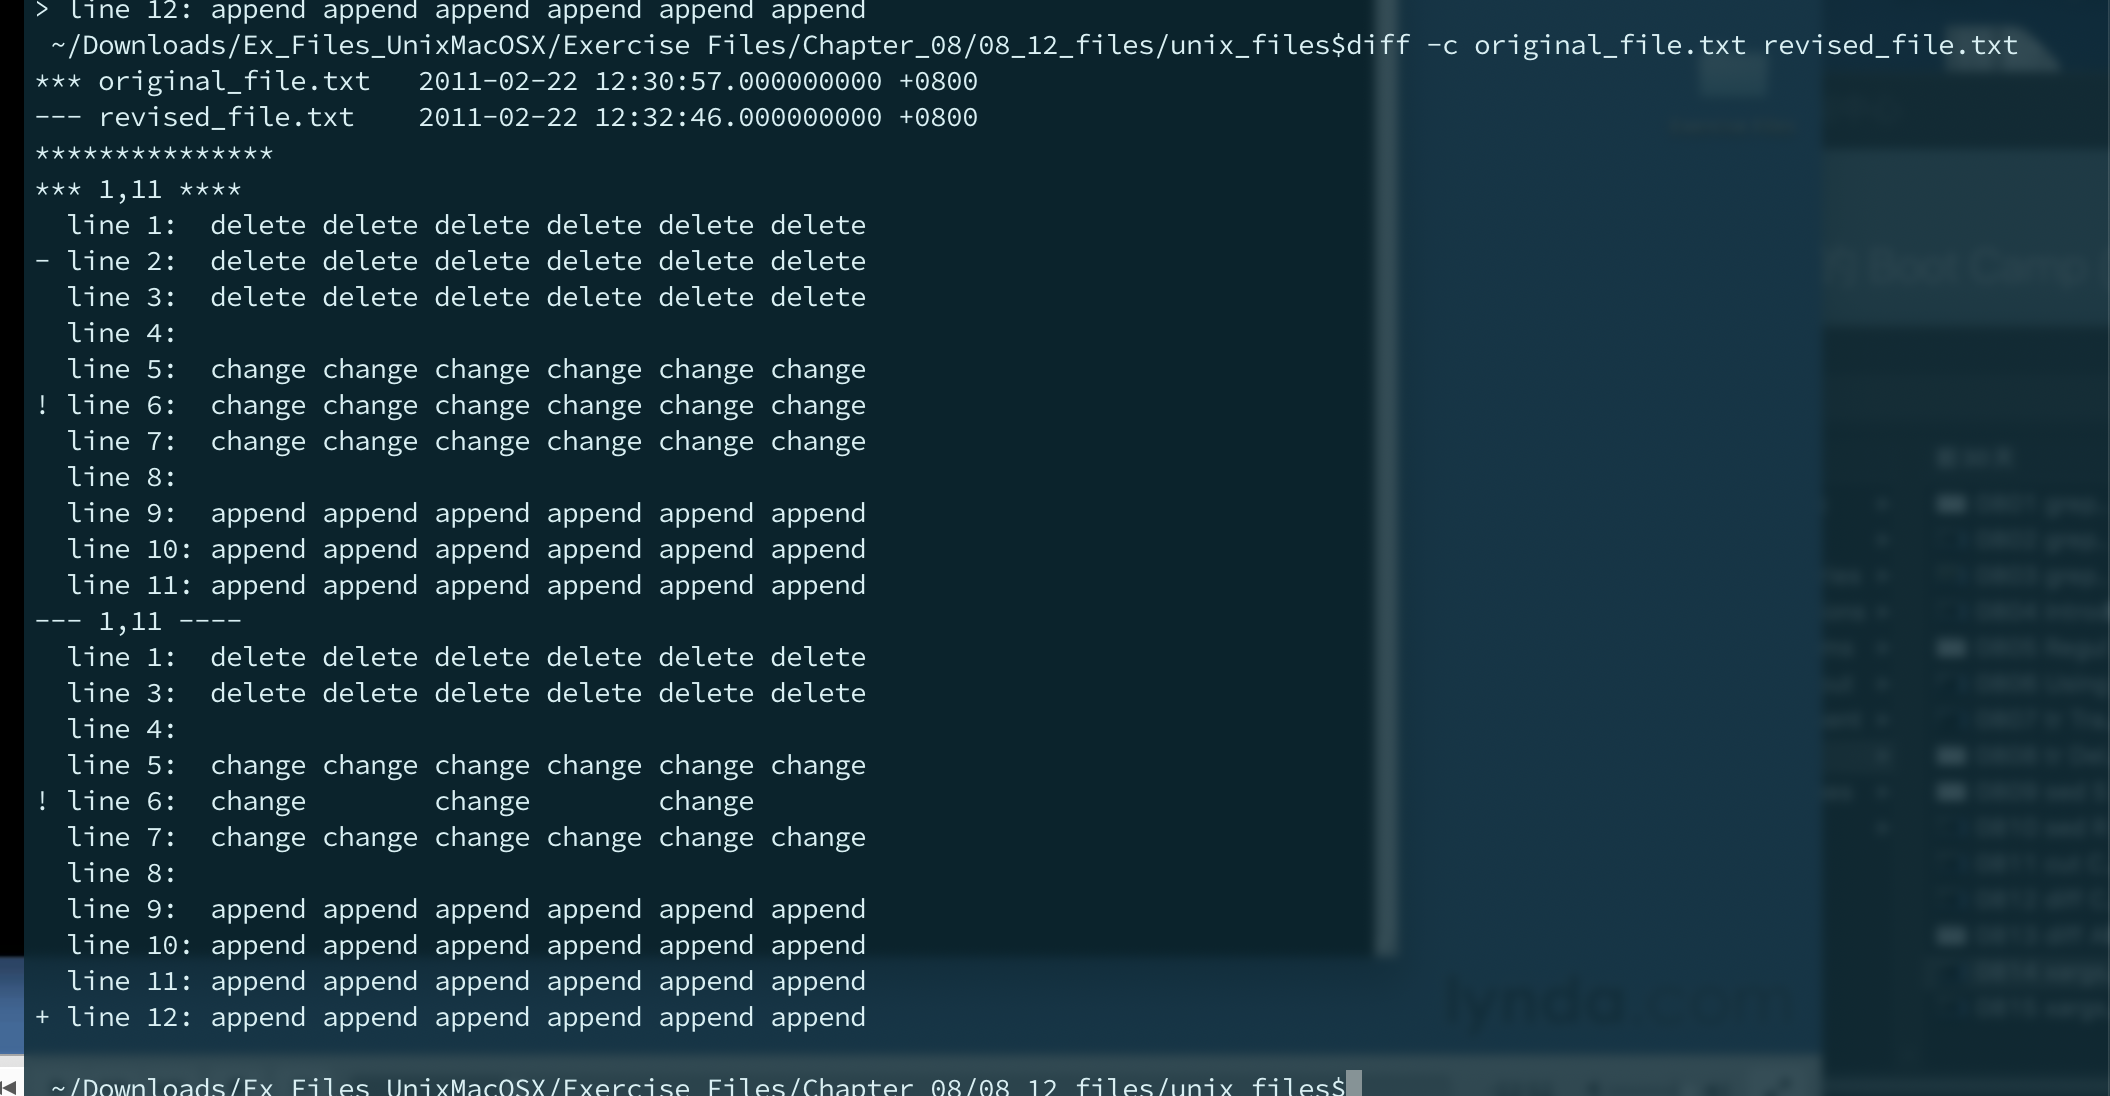 > line 12: append append append append append append
 ~/Downloads/Ex_Files_UnixMacOSX/Exercise Files/Chapter_08/08_12_files/unix_files$diff -c original_file.txt revised_file.txt
*** original_file.txt   2011-02-22 12:30:57.000000000 +0800
--- revised_file.txt    2011-02-22 12:32:46.000000000 +0800
***************
*** 1,11 ****
  line 1:  delete delete delete delete delete delete
- line 2:  delete delete delete delete delete delete
  line 3:  delete delete delete delete delete delete
  line 4:
  line 5:  change change change change change change
! line 6:  change change change change change change
  line 7:  change change change change change change
  line 8:
  line 9:  append append append append append append
  line 10: append append append append append append
  line 11: append append append append append append
--- 1,11 ----
  line 1:  delete delete delete delete delete delete
  line 3:  delete delete delete delete delete delete
  line 4:
  line 5:  change change change change change change
! line 6:  change        change        change
  line 7:  change change change change change change
  line 8:
  line 9:  append append append append append append
  line 10: append append append append append append
  line 11: append append append append append append
+ line 12: append append append append append append
lynda.com
 ~/Downloads/Ex_Files_UnixMacOSX/Exercise Files/Chapter_08/08_12_files/unix_files$
Boot Camp